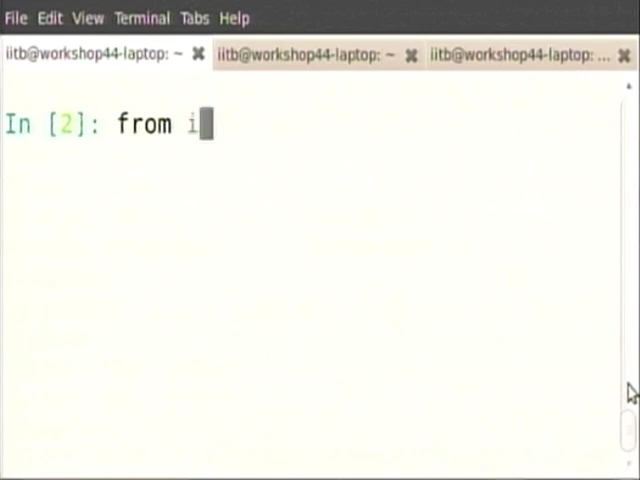 File Edit View Terminal Tabs Help
iitb@workshop44-laptop: ~ iitb@workshop44-laptop: ~ iitb@workshop44-laptop: ...
In [2]: from i